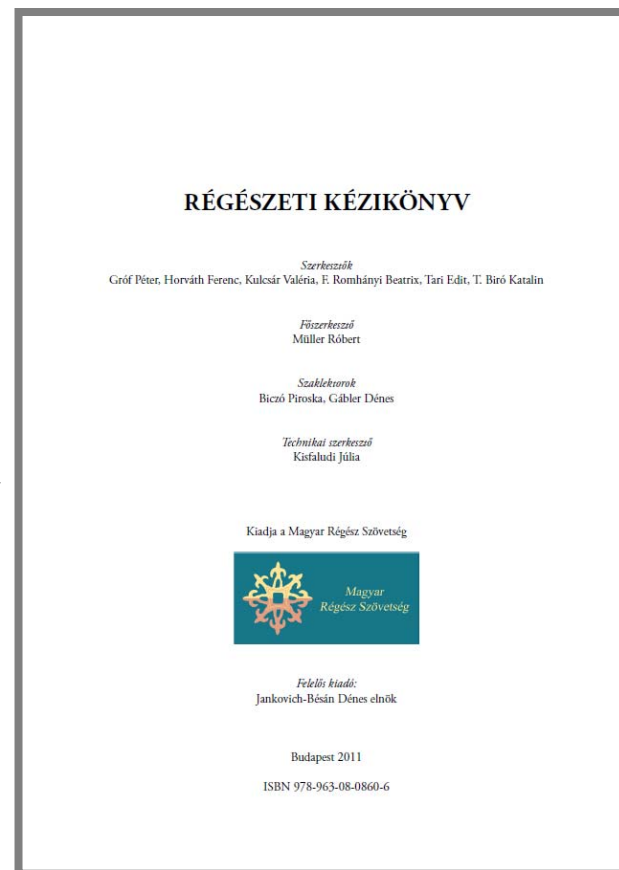 RÉGÉSZETI KÉZIKÖNYV
Szerkesztők
Gróf Péter, Horváth Ferenc, Kulcsár Valéria, F. Romhányi Beatrix, Tari Edit, T. Biró Katalin
Főszerkesztő
Müller Róbert
Szaklektorok
Biczó Piroska, Gábler Dénes
Technikai szerkesztő
Kisfaludi Júlia
Kiadja a Magyar Régész Szövetség
Magyar
Régész Szövetség
Felelős kiadó:
Jankovich-Bésán Dénes elnök
Budapest 2011
ISBN 978-963-08-0860-6